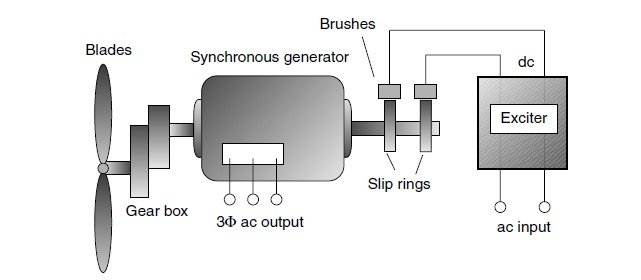 Brushes
Blades
Synchronous generator
dc
Exciter
Slip rings
Gear box
3Φ ac output
ac input